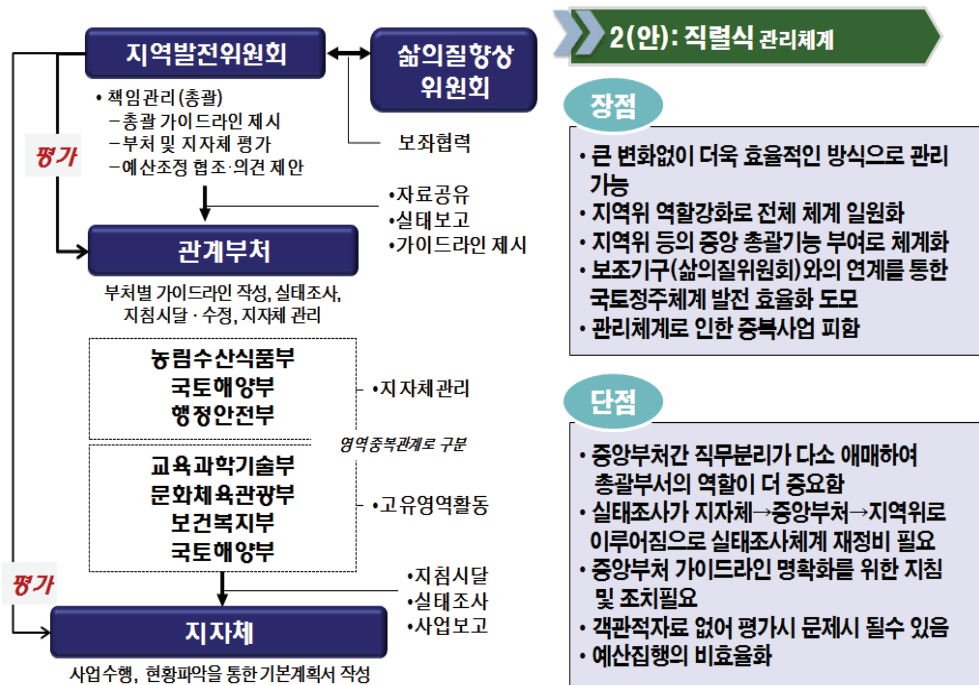 지역발전위원회
삶의질향상
위원회
• 책임관리(총괄)
–총괄 가이드라인 제시
–부처 및 지자체 평가
–예산조정 협조·의견 제안
보좌협력
평가
•자료공유
•실태보고
•가이드라인 제시
관계부처
부처별 가이드라인 작성, 실태조사,
지침시달·수정, 지자체 관리
농림수산식품부
국토해양부
행정안전부
•지자체관리
영역중복관계로 구분
교육과학기술부
문화체육관광부
보건복지부
국토해양부
•고유영역활동
평가
•지침시달
•실태조사
•사업보고
지자체
사업수행, 현황파악을 통한 기본계획서 작성
2(안): 직렬식 관리체계
장점
• 큰 변화없이 더욱 효율적인 방식으로 관리
가능
• 지역위 역할강화로 전체 체계 일원화
• 지역위 등의 중앙 총괄기능 부여로 체계화
• 보조기구(삶의질위원회)와의 연계를 통한
국토정주체계 발전 효율화 도모
• 관리체계로 인한 중복사업 피함
단점
• 중앙부처간 직무분리가 다소 애매하여
총괄부서의 역할이 더 중요함
• 실태조사가 지자체→중앙부처→지역위로
이루어짐으로 실태조사체계 재정비 필요
• 중앙부처 가이드라인 명확화를 위한 지침
및 조치필요
• 객관적자료 없어 평가시 문제시 될수 있음
• 예산집행의 비효율화